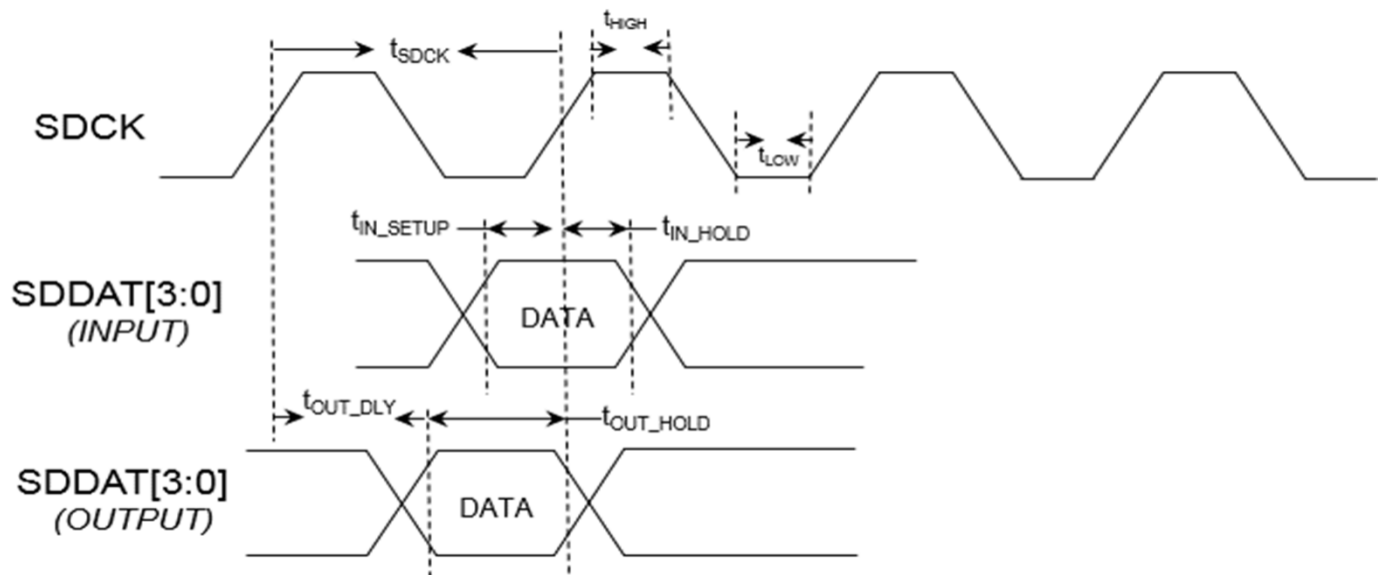 tHIGH
tSDCK
SDCK
tLOW
tIN_SETUP
tIN_HOLD
SDDAT[3:0]
(INPUT)
DATA
tOUT_DLY
tOUT_HOLD
SDDAT[3:0]
(OUTPUT)
DATA